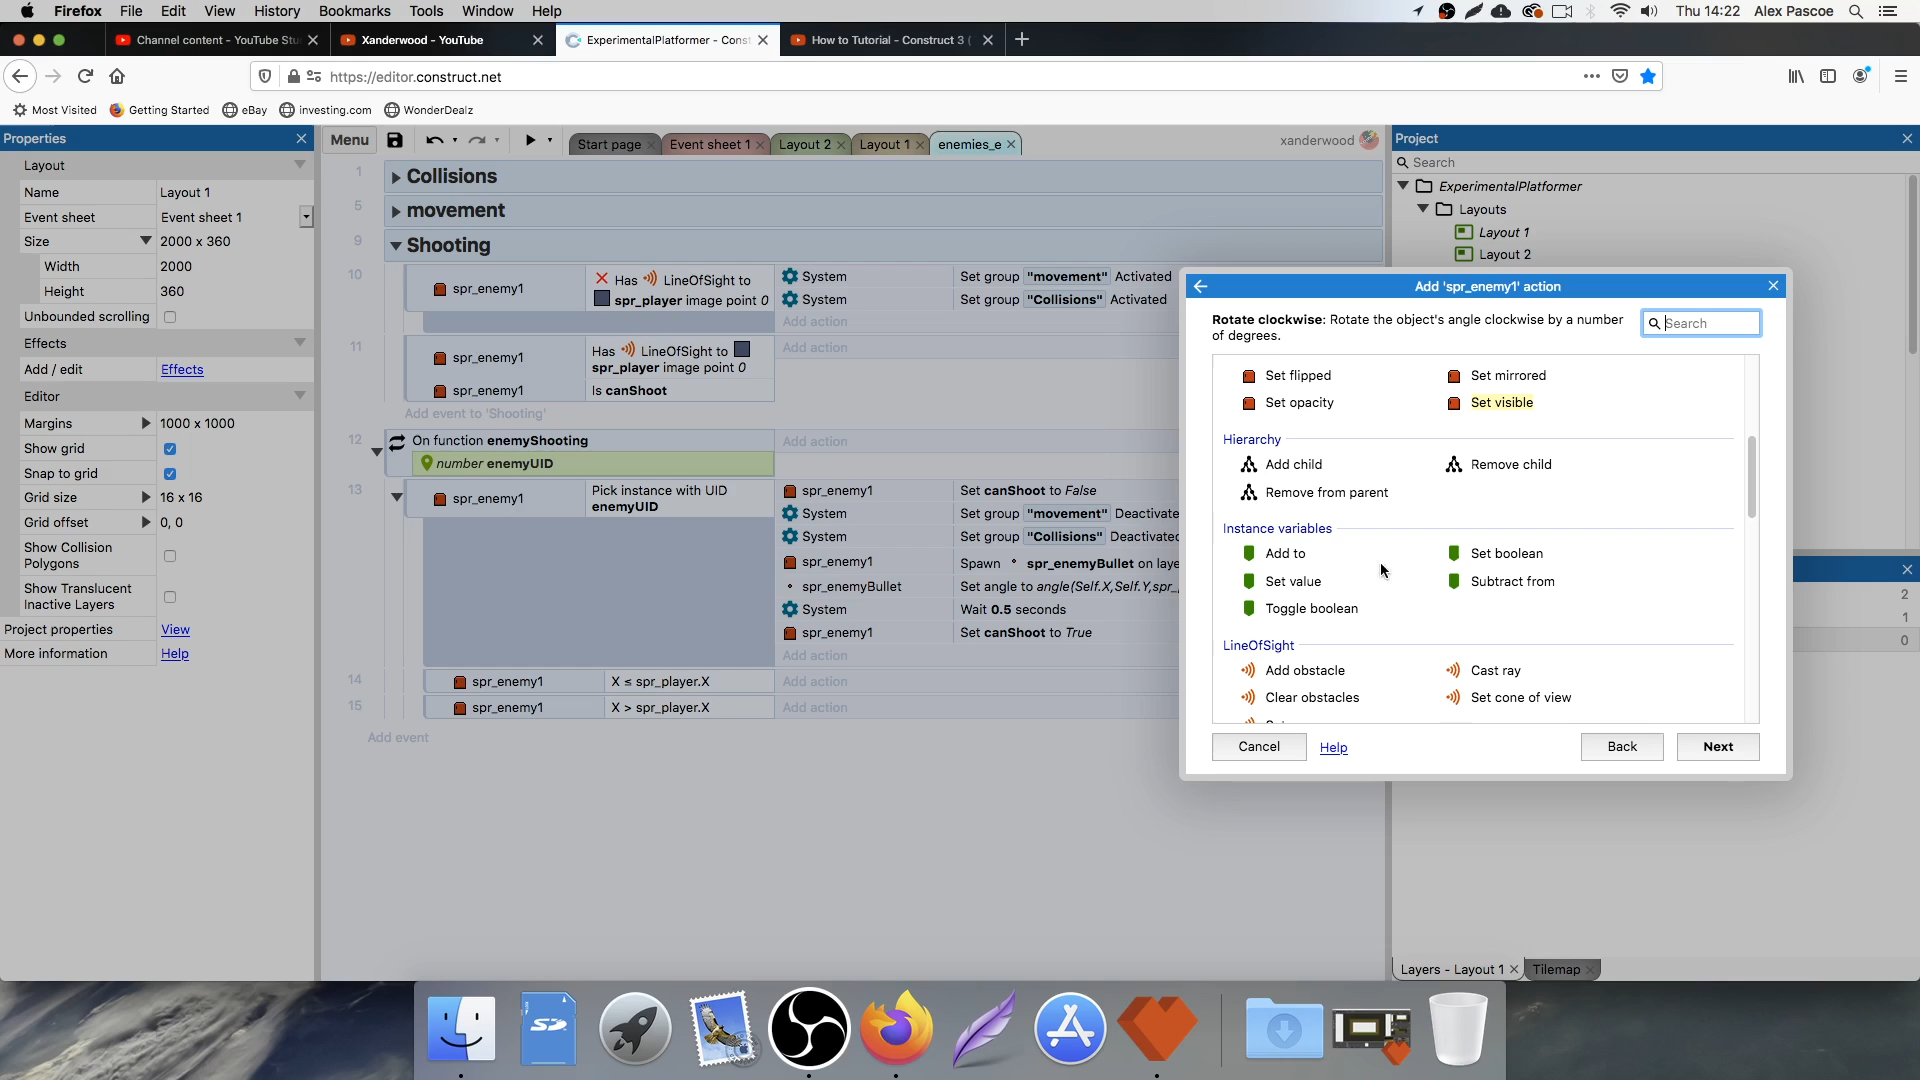 Firefox File Edit View History Bookmarks Tools Window Help Thu 14:22 Alex Pascoe
Channel content - YouTube Stu Xanderwood - YouTube ExperimentalPlatformer - Const How to Tutorial - Construct 3 (
https://editor.construct.net
Most Visited Getting Started eBay investing.com WonderDealz
Properties
Layout
Name Layout 1
Event sheet Event sheet 1
Size 2000 x 360
Width 2000
Height 360
Unbounded scrolling
Effects
Add / edit Effects
Editor
Margins 1000 x 1000
Show grid
Snap to grid
Grid size 16 x 16
Grid offset 0, 0
Show Collision
Polygons
Show Translucent
Inactive Layers
Project properties View
More information Help
Menu Start page Event sheet 1 Layout 2 Layout 1 enemies_e xanderwood
1 Collisions
5 movement
9 Shooting
10 spr_enemy1 Has LineOfSight to
spr_player image point 0
System Set group "movement" Activated
System Set group "Collisions" Activated
Add action
11 spr_enemy1 Has LineOfSight to
spr_player image point 0
Add action
spr_enemy1 Is canShoot
Add event to 'Shooting'
12 On function enemyShooting Add action
number enemyUID
13 spr_enemy1 Pick instance with UID
enemyUID
spr_enemy1 Set canShoot to False
System Set group "movement" Deactivate
System Set group "Collisions" Deactivated
spr_enemy1 Spawn spr_enemyBullet on laye
spr_enemyBullet Set angle to angle(Self.X,Self.Y,spr_
System Wait 0.5 seconds
spr_enemy1 Set canShoot to True
Add action
14 spr_enemy1 X ≤ spr_player.X Add action
15 spr_enemy1 X > spr_player.X Add action
Add event
Project
Search
ExperimentalPlatformer
Layouts
Layout 1
Layout 2
2
1
0
Layers - Layout 1 Tilemap
Add 'spr_enemy1' action
Rotate clockwise: Rotate the object's angle clockwise by a number
of degrees.
Search
Set flipped Set mirrored
Set opacity Set visible
Hierarchy
Add child Remove child
Remove from parent
Instance variables
Add to Set boolean
Set value Subtract from
Toggle boolean
LineOfSight
Add obstacle Cast ray
Clear obstacles Set cone of view
Cancel Help Back Next
SD